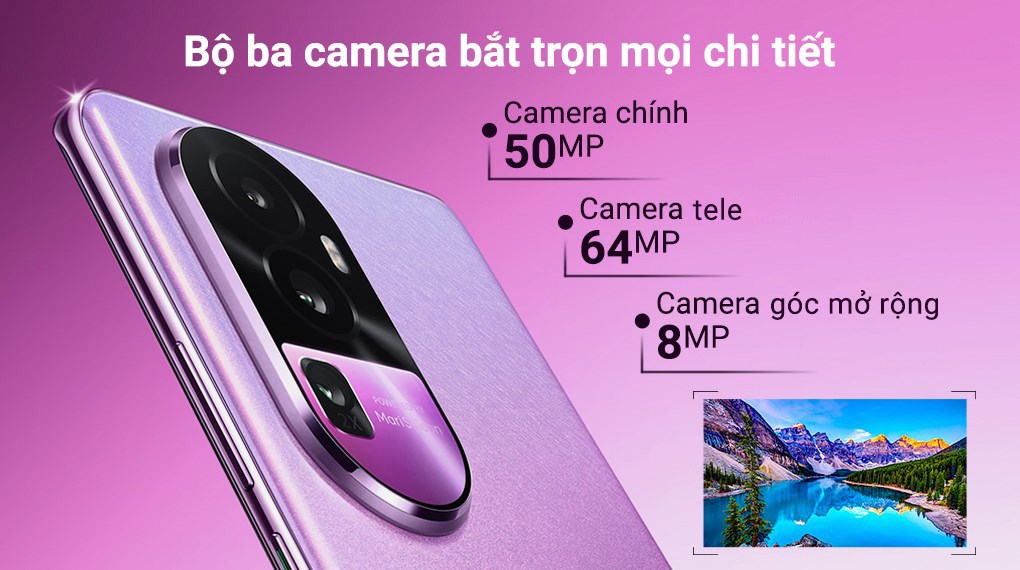 Bộ ba camera bắt trọn mọi chi tiết
Camera chính
50MP
Camera tele
64MP
Camera góc mở rộng
8MP
2X